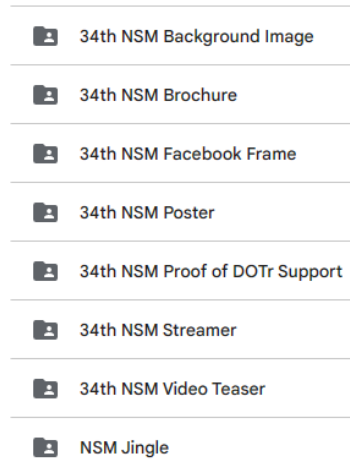 34th NSM Background Image
34th NSM Brochure
34th NSM Facebook Frame
34th NSM Poster
34th NSM Proof of DOTr Support
34th NSM Streamer
34th NSM Video Teaser
NSM Jingle